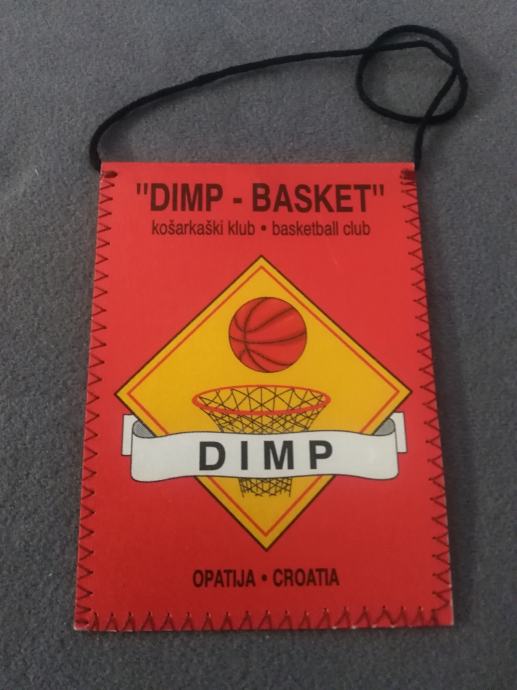 "DIMP - BASKET"
košarkaški klub • basketball club
DIMP
OPATIJA • CROATIA